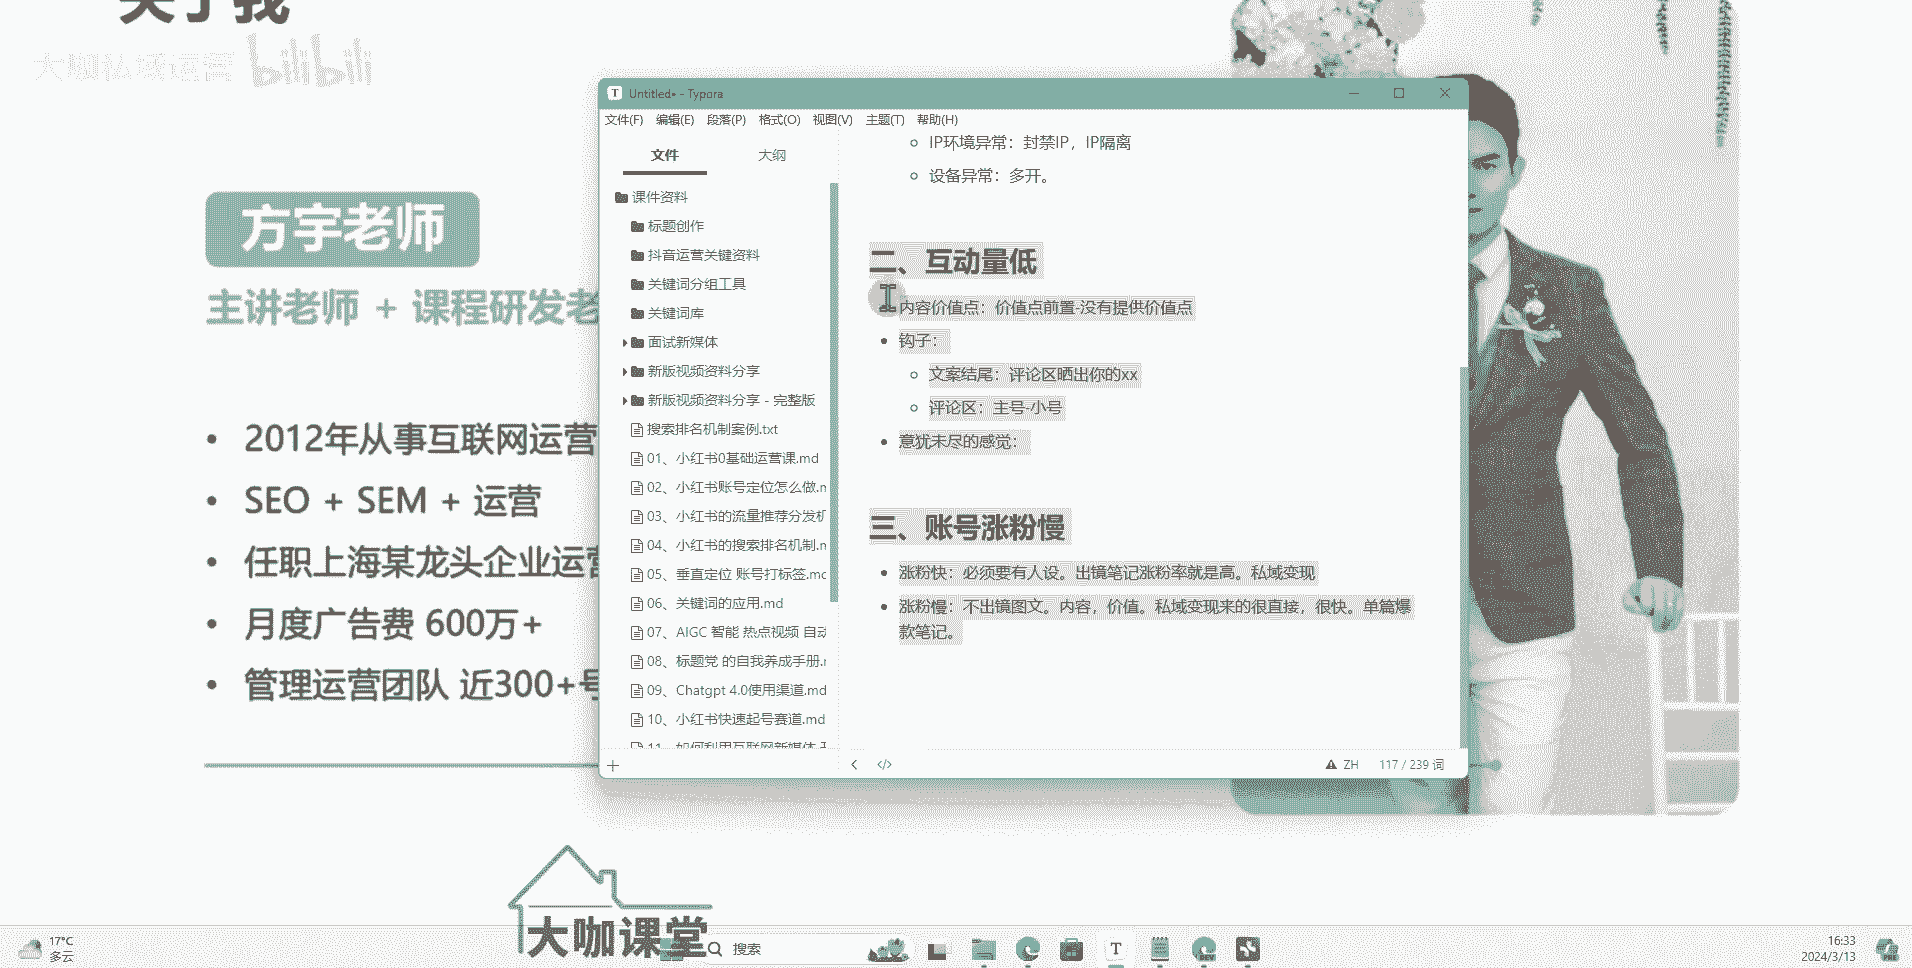 关于我
大咖私域运营 bilibili
方宇老师
主讲老师 + 课程研发老
• 2012年从事互联网运营
• SEO + SEM + 运营
• 任职上海某龙头企业运营
• 月度广告费 600万+
• 管理运营团队 近300+号
Untitled• - Typora
文件(F) 编辑(E) 段落(P) 格式(O) 视图(V) 主题(T) 帮助(H)
文件 大纲
课件资料
标题创作
抖音运营关键资料
关键词分组工具
关键词库
面试新媒体
新版视频资料分享
新版视频资料分享 - 完整版
搜索排名机制案例.txt
01、小红书0基础运营课.md
02、小红书账号定位怎么做.m
03、小红书的流量推荐分发机
04、小红书的搜索排名机制.m
05、垂直定位 账号打标签.mc
06、关键词的应用.md
07、AIGC 智能 热点视频 自动
08、标题党 的自我养成手册.r
09、Chatgpt 4.0使用渠道.md
10、小红书快速起号赛道.md
11、如何利用互联网新媒体
IP环境异常：封禁IP，IP隔离
设备异常：多开。
二、互动量低
内容价值点：价值点前置-没有提供价值点
钩子：
文案结尾：评论区晒出你的xx
评论区：主号-小号
意犹未尽的感觉：
三、账号涨粉慢
涨粉快：必须要有人设。出镜笔记涨粉率就是高。私域变现
涨粉慢：不出镜图文。内容，价值。私域变现来的很直接，很快。单篇爆
款笔记。
ZH 117 / 239 词
大咖课堂
17°C
多云
搜索
16:33
2024/3/13